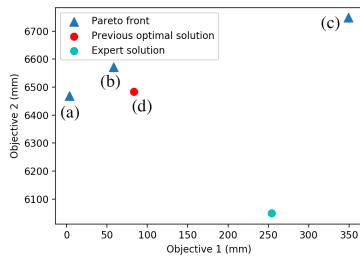 Pareto front
Previous optimal solution
Expert solution
(a)
(b)
(c)
(d)
Objective 2 (mm)
6700
6600
6500
6400
6300
6200
6100
0
50
100
150
200
250
300
350
Objective 1 (mm)